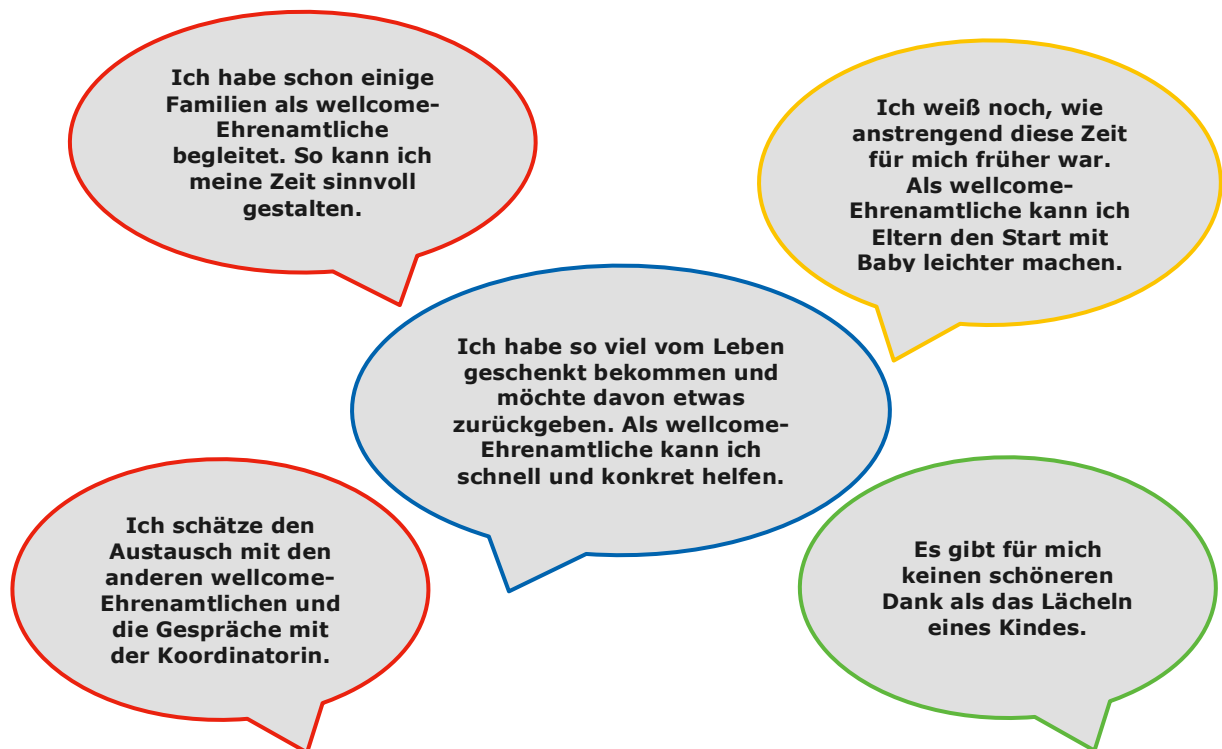 Ich habe schon einige
Familien als wellcome-
Ehrenamtliche
begleitet. So kann ich
meine Zeit sinnvoll
gestalten.
Ich weiß noch, wie
anstrengend diese Zeit
für mich früher war.
Als wellcome-
Ehrenamtliche kann ich
Eltern den Start mit
Baby leichter machen.
Ich habe so viel vom Leben
geschenkt bekommen und
möchte davon etwas
zurückgeben. Als wellcome-
Ehrenamtliche kann ich
schnell und konkret helfen.
Ich schätze den
Austausch mit den
anderen wellcome-
Ehrenamtlichen und
die Gespräche mit
der Koordinatorin.
Es gibt für mich
keinen schöneren
Dank als das Lächeln
eines Kindes.